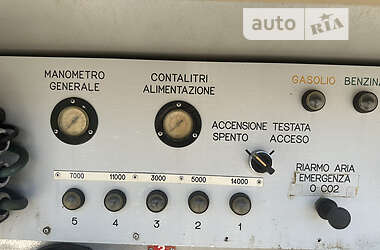 auto RIA
MANOMETRO
GENERALE
CONTALITRI
ALIMENTAZIONE
GASOLIO
BENZINA
ACCENSIONE TESTATA
SPENTO ACCESO
RIARMO ARIA
EMERGENZA
O CO2
7000 11000 3000 5000 14000
5 4 3 2 1